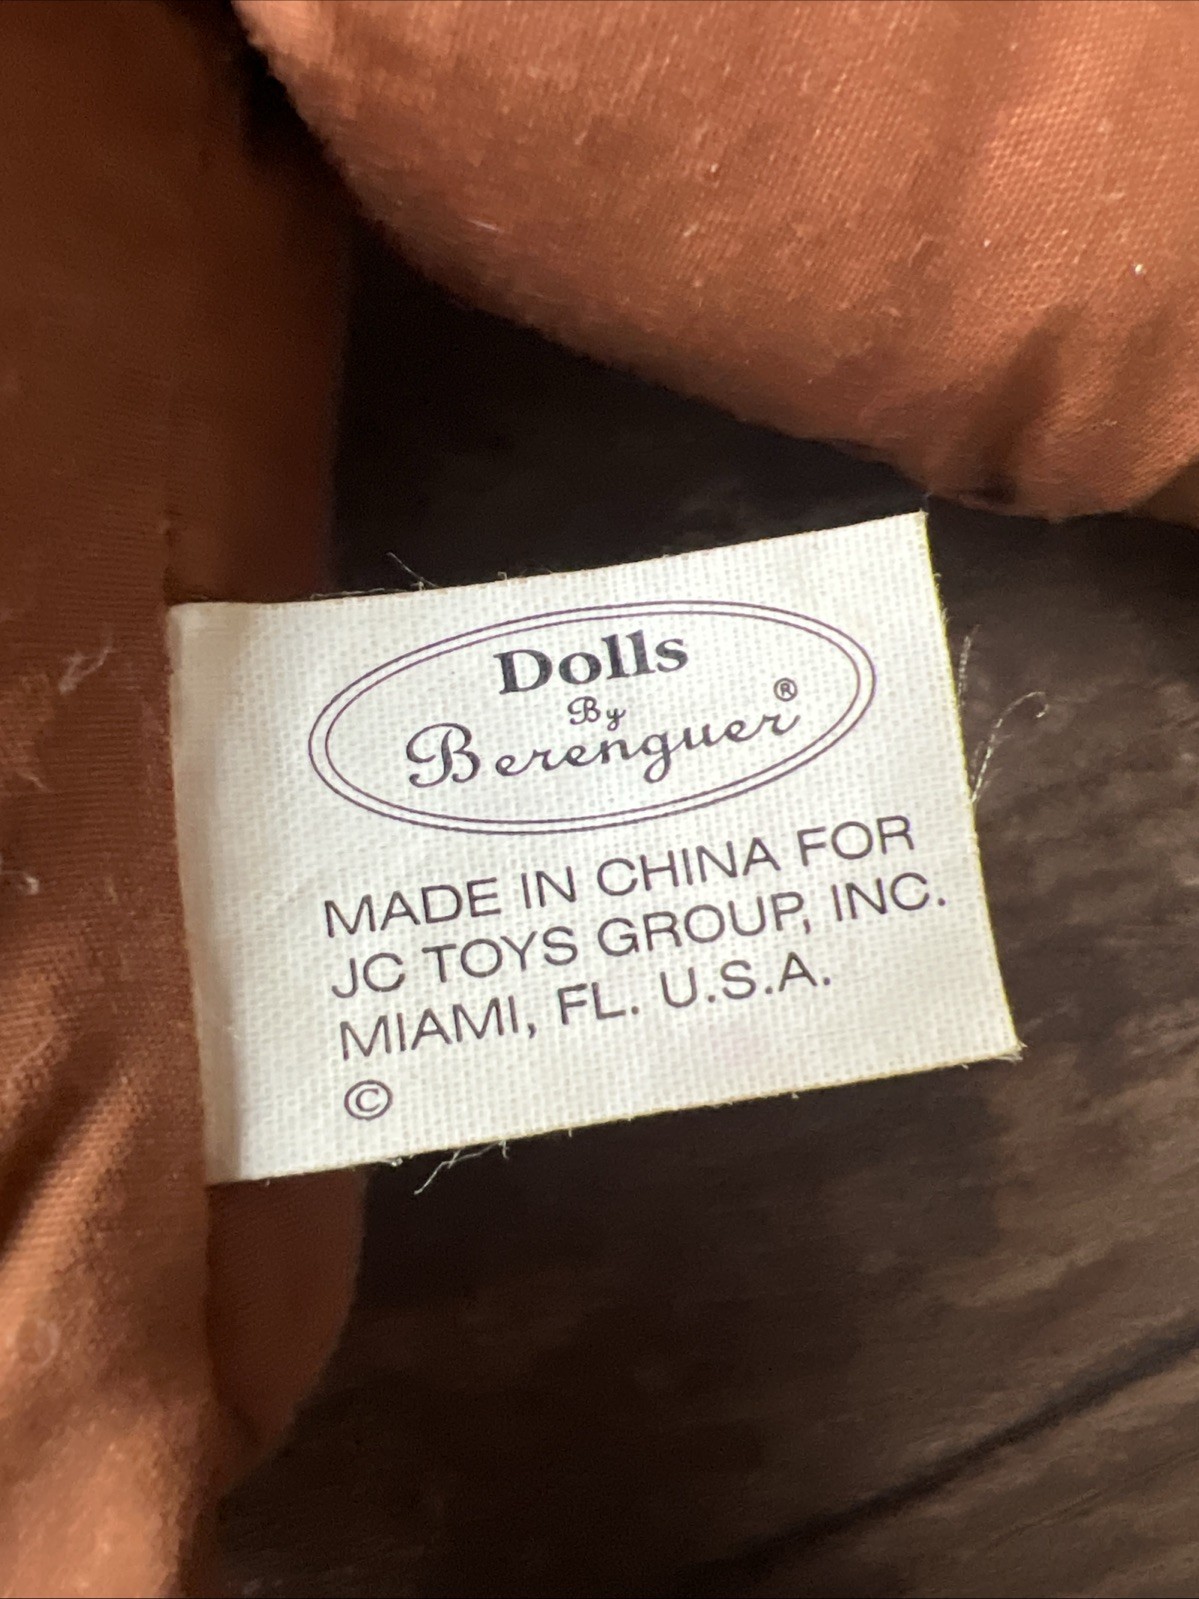 Dolls
By
Berenguer®
MADE IN CHINA FOR
JC TOYS GROUP, INC.
MIAMI, FL. U.S.A.
©